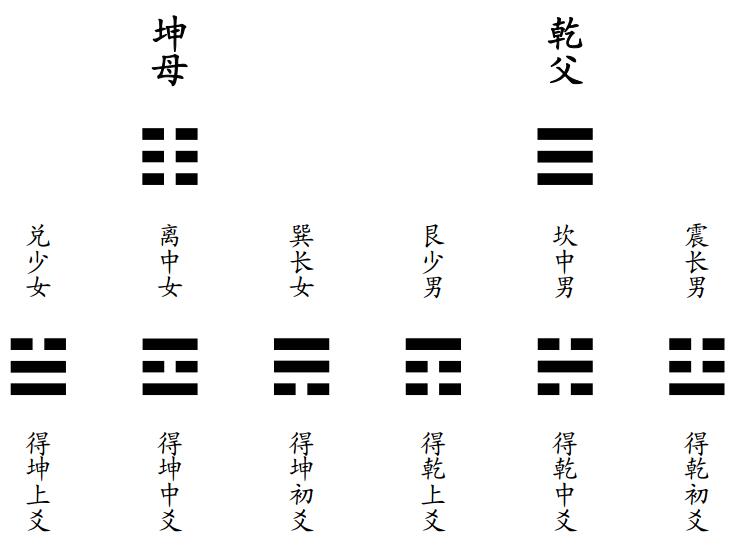 乾父
坤母
震长男
坎中男
艮少男
巽长女
离中女
兑少女
得乾初爻
得乾中爻
得乾上爻
得坤初爻
得坤中爻
得坤上爻